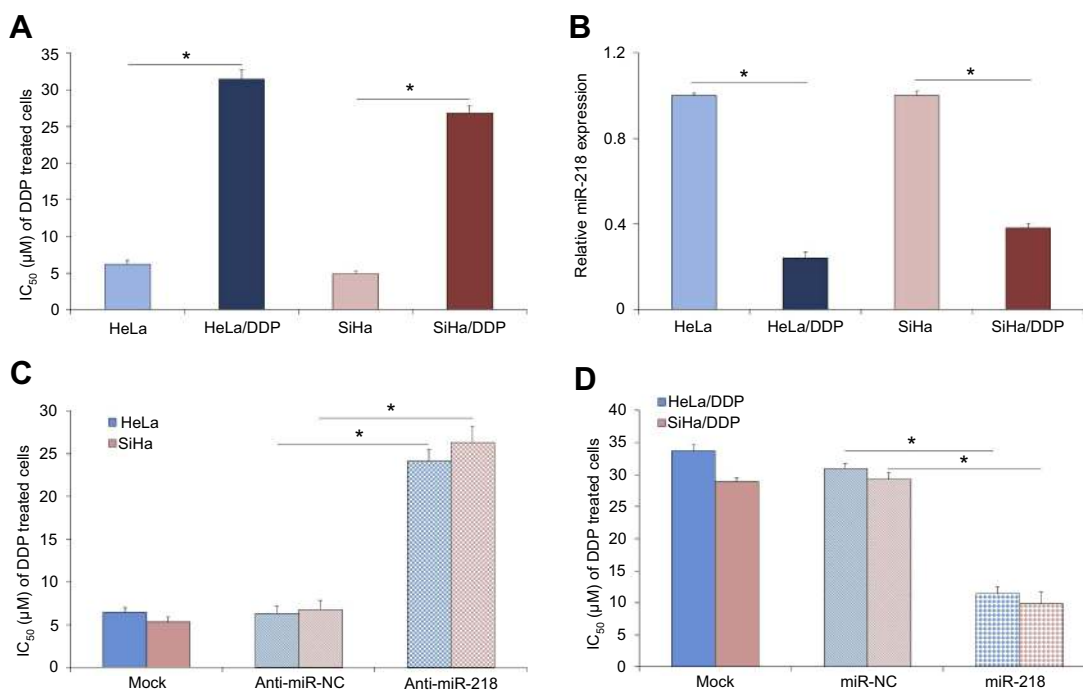 A
IC50 (µM) of DDP treated cells
35
30
25
20
15
10
5
0
*
*
HeLa
HeLa/DDP
SiHa
SiHa/DDP
B
Relative miR-218 expression
1.2
0.8
0.4
0
*
*
HeLa
HeLa/DDP
SiHa
SiHa/DDP
C
IC50 (µM) of DDP treated cells
30
25
20
15
10
5
0
HeLa
SiHa
*
*
Mock
Anti-miR-NC
Anti-miR-218
D
IC50 (µM) of DDP treated cells
40
35
30
25
20
15
10
5
0
HeLa/DDP
SiHa/DDP
*
*
Mock
miR-NC
miR-218